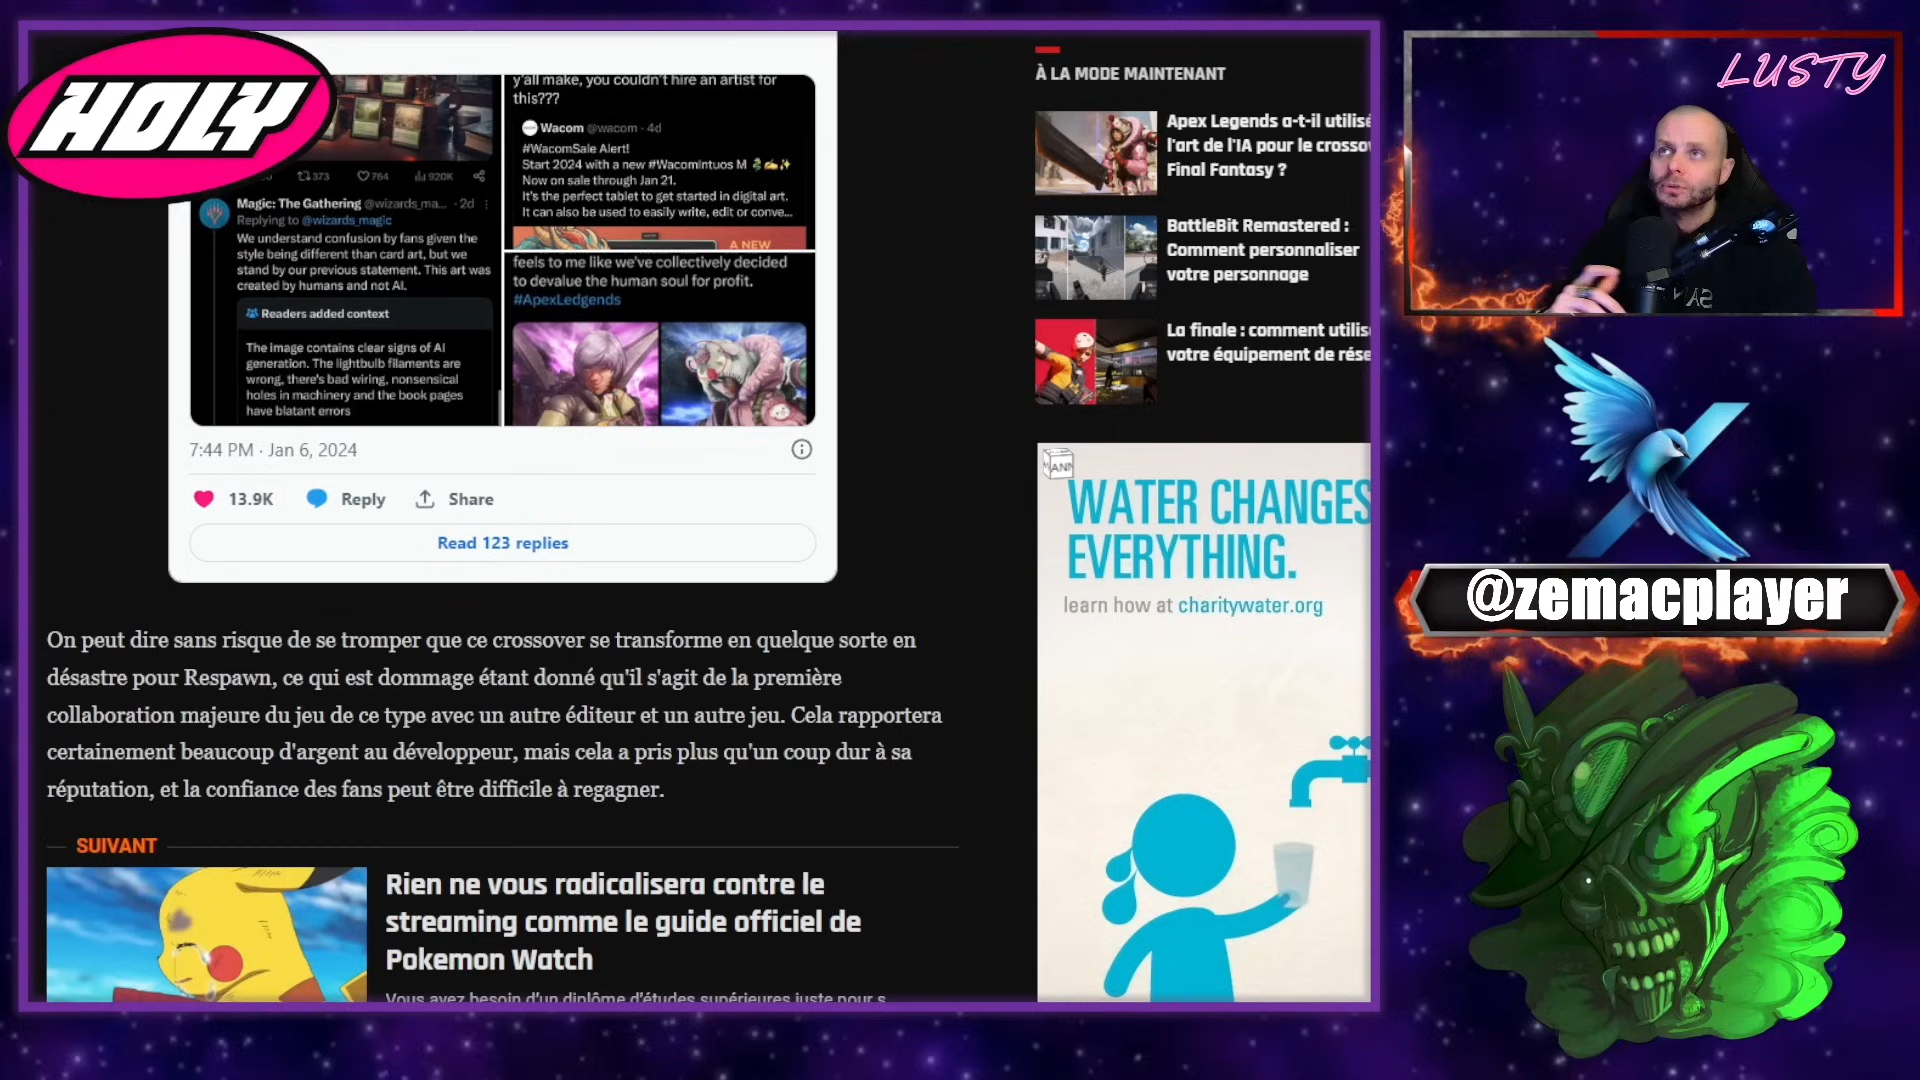 HOLY
y'all make, you couldn't hire an artist for
this???
Wacom @wacom · 4d
#WacomSale Alert!
Start 2024 with a new #WacomIntuos M
Now on sale through Jan 21.
It's the perfect tablet to get started in digital art.
It can also be used to easily write, edit or conve...
A NEW
373 764 920K
Magic: The Gathering @wizards_ma... · 2d
Replying to @wizards_magic
We understand confusion by fans given the
style being different than card art, but we
stand by our previous statement. This art was
created by humans and not AI.
Readers added context
The image contains clear signs of AI
generation. The lightbulb filaments are
wrong, there's bad wiring, nonsensical
holes in machinery and the book pages
have blatant errors
feels to me like we've collectively decided
to devalue the human soul for profit.
#ApexLedgends
7:44 PM · Jan 6, 2024
13.9K Reply Share
Read 123 replies
On peut dire sans risque de se tromper que ce crossover se transforme en quelque sorte en
désastre pour Respawn, ce qui est dommage étant donné qu'il s'agit de la première
collaboration majeure du jeu de ce type avec un autre éditeur et un autre jeu. Cela rapportera
certainement beaucoup d'argent au développeur, mais cela a pris plus qu'un coup dur à sa
réputation, et la confiance des fans peut être difficile à regagner.
SUIVANT
Rien ne vous radicalisera contre le
streaming comme le guide officiel de
Pokemon Watch
Vous avez besoin d'un diplôme d'études supérieures juste pour s
À LA MODE MAINTENANT
Apex Legends a-t-il utilisé
l'art de l'IA pour le crossov
Final Fantasy ?
BattleBit Remastered :
Comment personnaliser
votre personnage
La finale : comment utilis
votre équipement de rése
WATER CHANGES
EVERYTHING.
learn how at charitywater.org
LUSTY
@zemacplayer